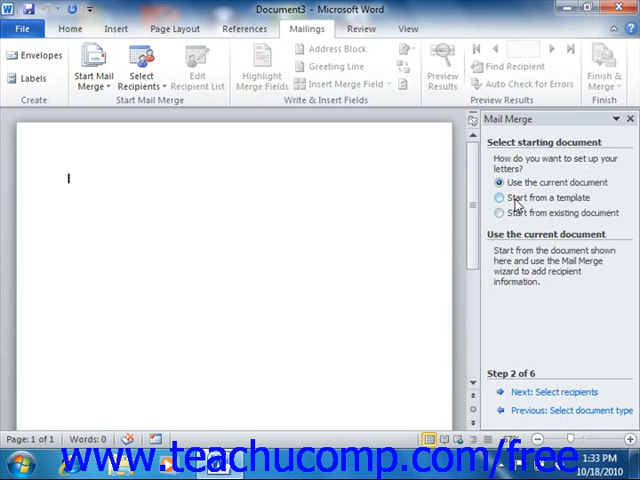 Document3 - Microsoft Word
File Home Insert Page Layout References Mailings Review View
Envelopes
Labels
Create
Start Mail
Merge
Select
Recipients
Edit
Recipient List
Start Mail Merge
Highlight
Merge Fields
Address Block
Greeting Line
Insert Merge Field
Write & Insert Fields
Preview
Results
Find Recipient
Auto Check for Errors
Preview Results
Finish &
Merge
Finish
Mail Merge
Select starting document
How do you want to set up your
letters?
Use the current document
Start from a template
Start from existing document
Use the current document
Start from the document shown
here and use the Mail Merge
wizard to add recipient
information.
Step 2 of 6
Next: Select recipients
Previous: Select document type
Page: 1 of 1 Words: 0 67%
www.teachucomp.com/free
1:33 PM
10/18/2010